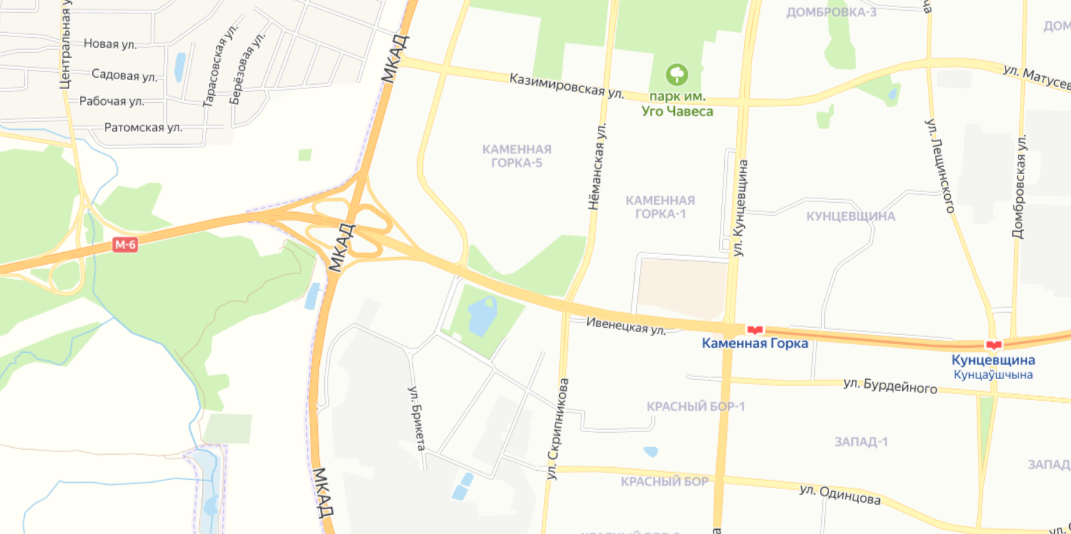 ДОМБРОВКА-3
Центральная у
Новая ул.
Садовая ул.
Рабочая ул.
Ратомская ул.
Тарасовская ул.
Берёзовая ул.
МКАД
Казимировская ул.
парк им.
Уго Чавеса
ул. Матусев
ул. Лещинского
Домбровская ул.
КАМЕННАЯ
ГОРКА-5
Нёманская ул.
КАМЕННАЯ
ГОРКА-1
ул. Кунцевщина
КУНЦЕВЩИНА
М-6
МКАД
Ивенецкая ул.
Каменная Горка
Кунцевщина
Кунцаўшчына
ул. Бурдейного
ул. Брикета
ул. Скрипникова
КРАСНЫЙ БОР-1
ЗАПАД-1
ЗАПАД
КРАСНЫЙ БОР
ул. Одинцова
МКАД